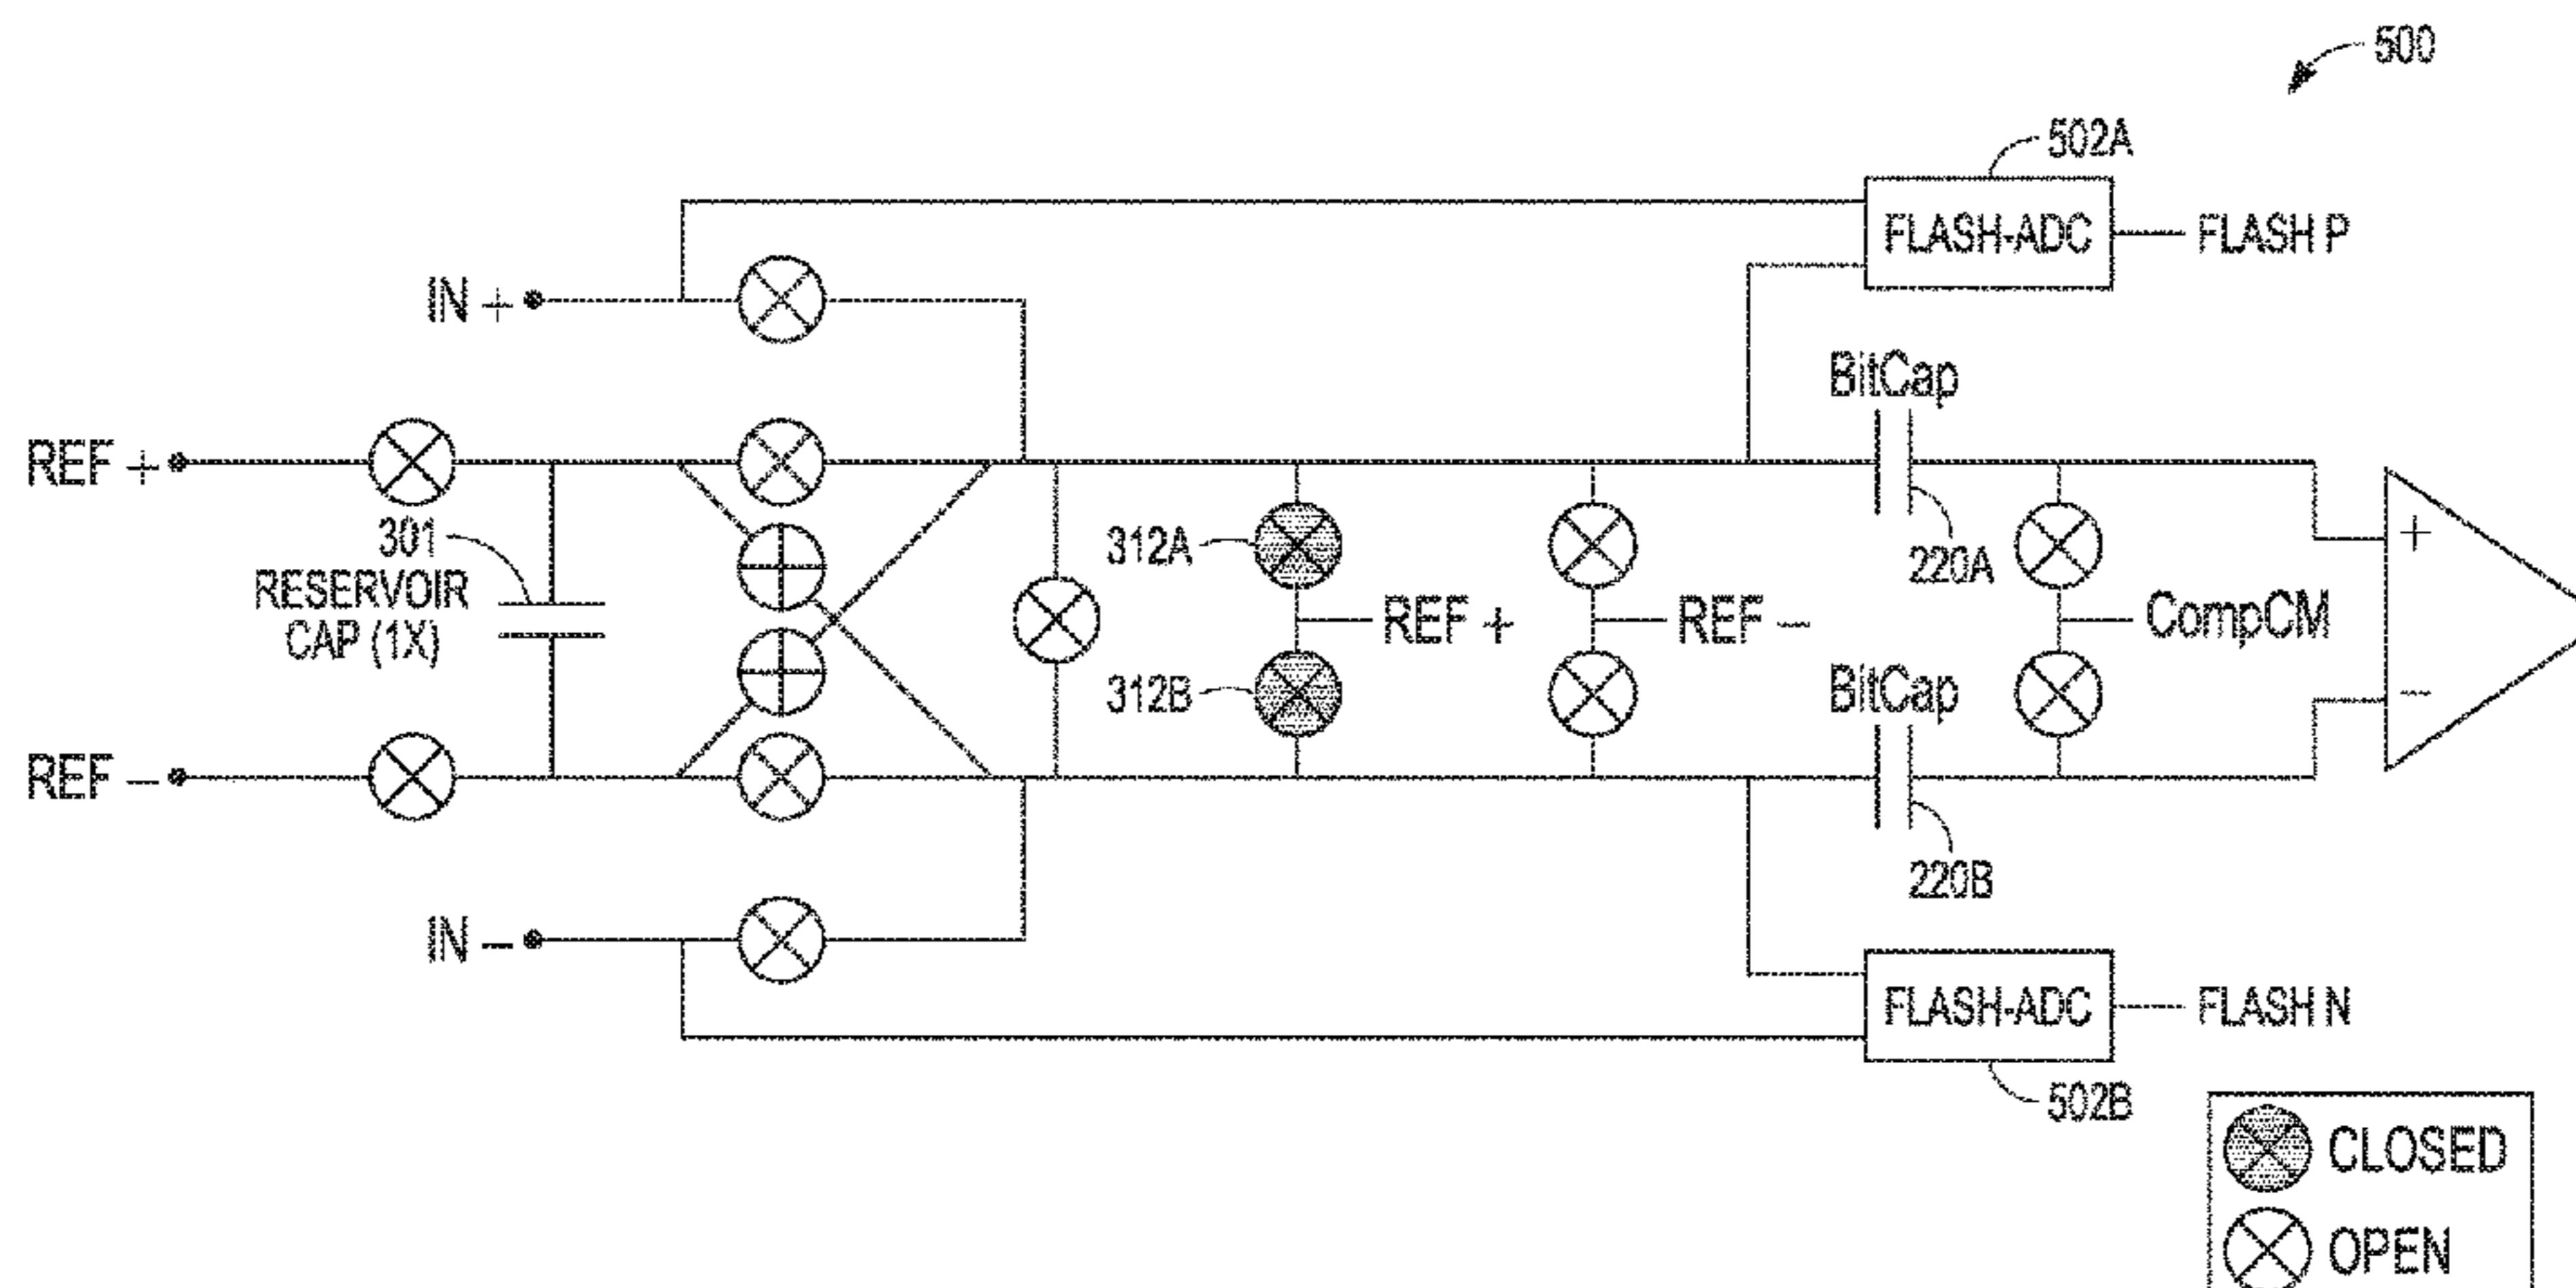 500
502A
FLASH-ADC
FLASH P
IN +
BitCap
REF +
301
RESERVOIR
CAP (1X)
312A
220A
+
REF +
REF −
CompCM
312B
BitCap
−
REF −
220B
IN −
FLASH-ADC
FLASH N
502B
CLOSED
OPEN